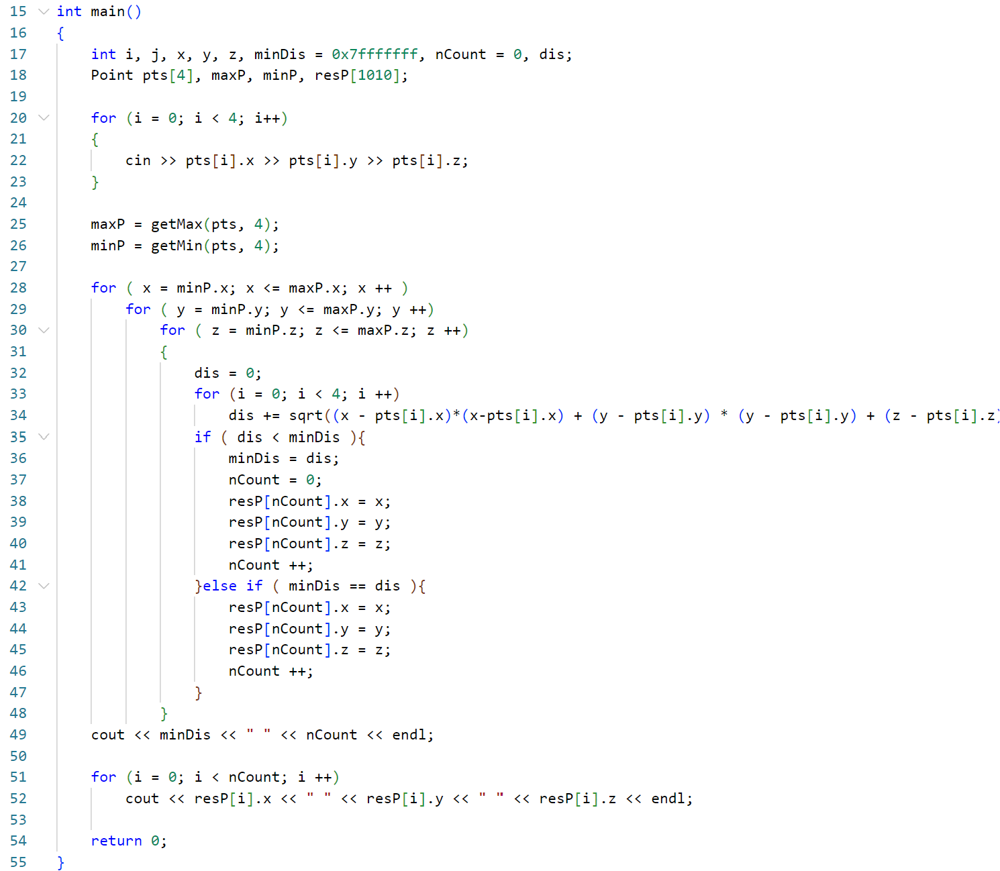 15 int main()
16 {
17 int i, j, x, y, z, minDis = 0x7fffffff, nCount = 0, dis;
18 Point pts[4], maxP, minP, resP[1010];
19
20 for (i = 0; i < 4; i++)
21 {
22 cin >> pts[i].x >> pts[i].y >> pts[i].z;
23 }
24
25 maxP = getMax(pts, 4);
26 minP = getMin(pts, 4);
27
28 for ( x = minP.x; x <= maxP.x; x ++ )
29 for ( y = minP.y; y <= maxP.y; y ++)
30 for ( z = minP.z; z <= maxP.z; z ++)
31 {
32 dis = 0;
33 for (i = 0; i < 4; i ++)
34 dis += sqrt((x - pts[i].x)*(x-pts[i].x) + (y - pts[i].y) * (y - pts[i].y) + (z - pts[i].z)
35 if ( dis < minDis ){
36 minDis = dis;
37 nCount = 0;
38 resP[nCount].x = x;
39 resP[nCount].y = y;
40 resP[nCount].z = z;
41 nCount ++;
42 }else if ( minDis == dis ){
43 resP[nCount].x = x;
44 resP[nCount].y = y;
45 resP[nCount].z = z;
46 nCount ++;
47 }
48 }
49 cout << minDis << " " << nCount << endl;
50
51 for (i = 0; i < nCount; i ++)
52 cout << resP[i].x << " " << resP[i].y << " " << resP[i].z << endl;
53
54 return 0;
55 }